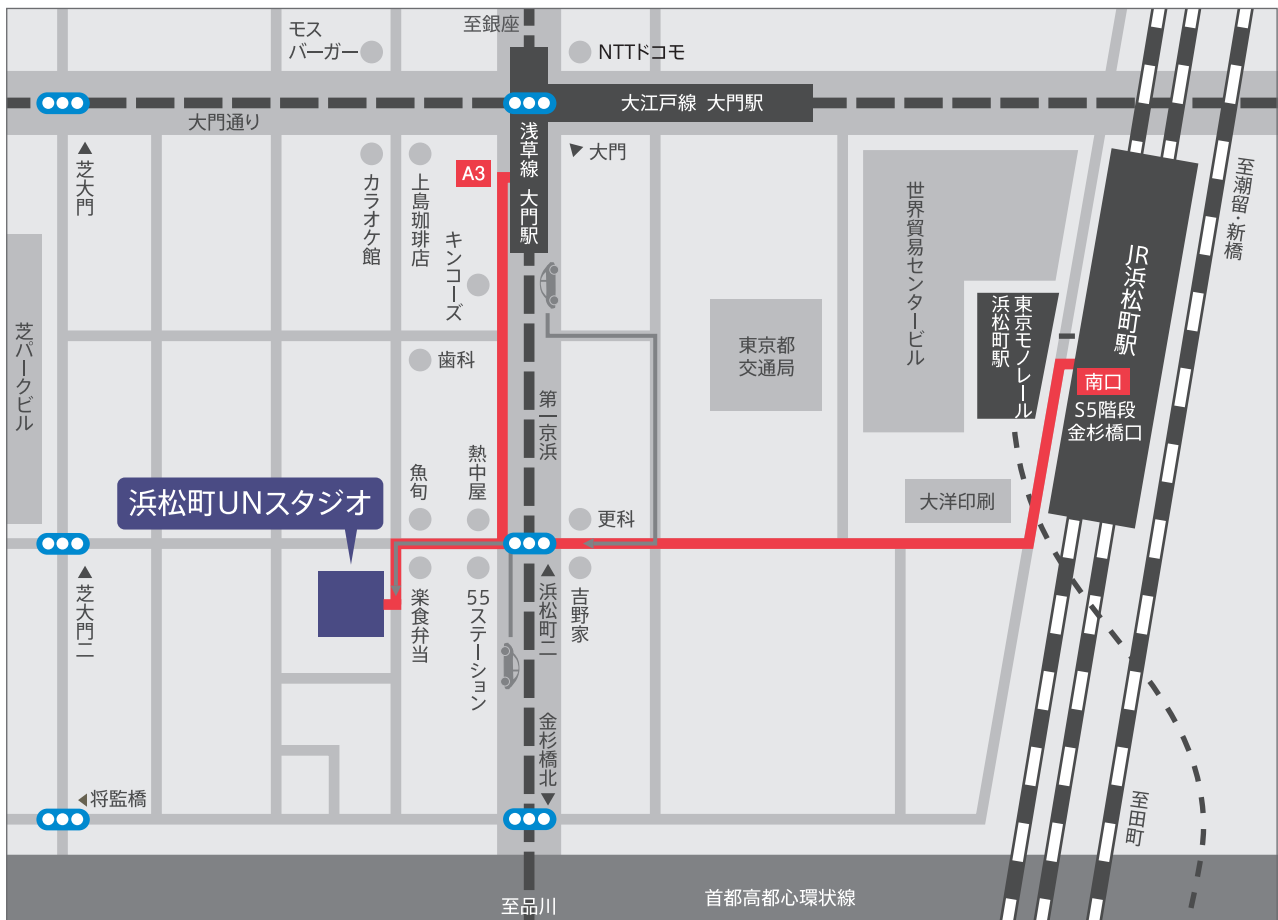 至銀座
モス
バーガー
NTTドコモ
大江戸線 大門駅
大門通り
浅草線 大門駅
大門
A3
芝大門
カラオケ館
上島珈琲店
キンコーズ
世界貿易センタービル
至潮留・新橋
JR浜松町駅
東京モノレール
浜松町駅
芝パークビル
歯科
東京都
交通局
南口
S5階段
金杉橋口
第一京浜
熱中屋
魚旬
浜松町UNスタジオ
更科
大洋印刷
芝大門二
楽食弁当
55ステーション
浜松町二
吉野家
金杉橋北
将監橋
至田町
首都高都心環状線
至品川